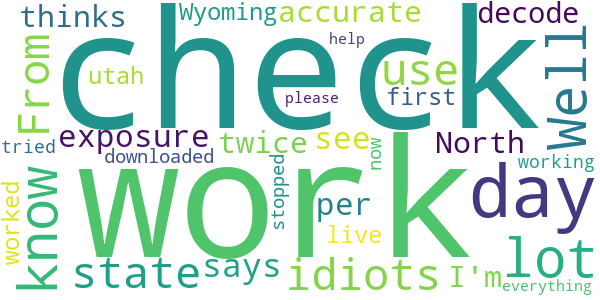 thinks Wyoming accurate decode
From check Well
utah help use
please first
tried exposure twice see North
downloaded now working
worked know work day
stopped per
live lot
state says idiots I'm
everything